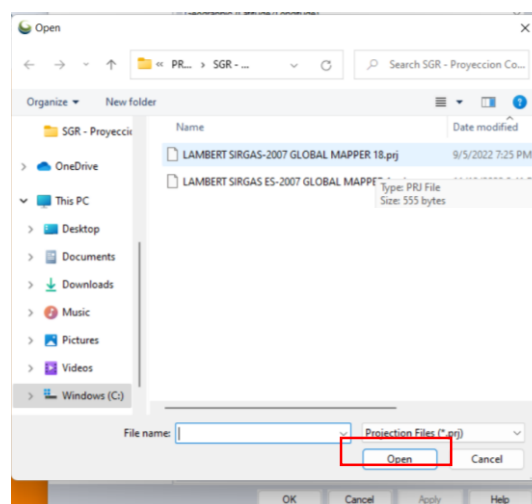 Open
« PR... › SGR - ...
Search SGR - Proyeccion Co...
Organize
New folder
SGR - Proyecció
Name
Date modified
OneDrive
LAMBERT SIRGAS-2007 GLOBAL MAPPER 18.prj
9/5/2022 7:25 PM
LAMBERT SIRGAS ES-2007 GLOBAL MAPPER
This PC
Type: PRJ File
Size: 555 bytes
Desktop
Documents
Downloads
Music
Pictures
Videos
Windows (C:)
File name:
Projection Files (*.prj)
Open
Cancel
OK
Cancel
Apply
Help